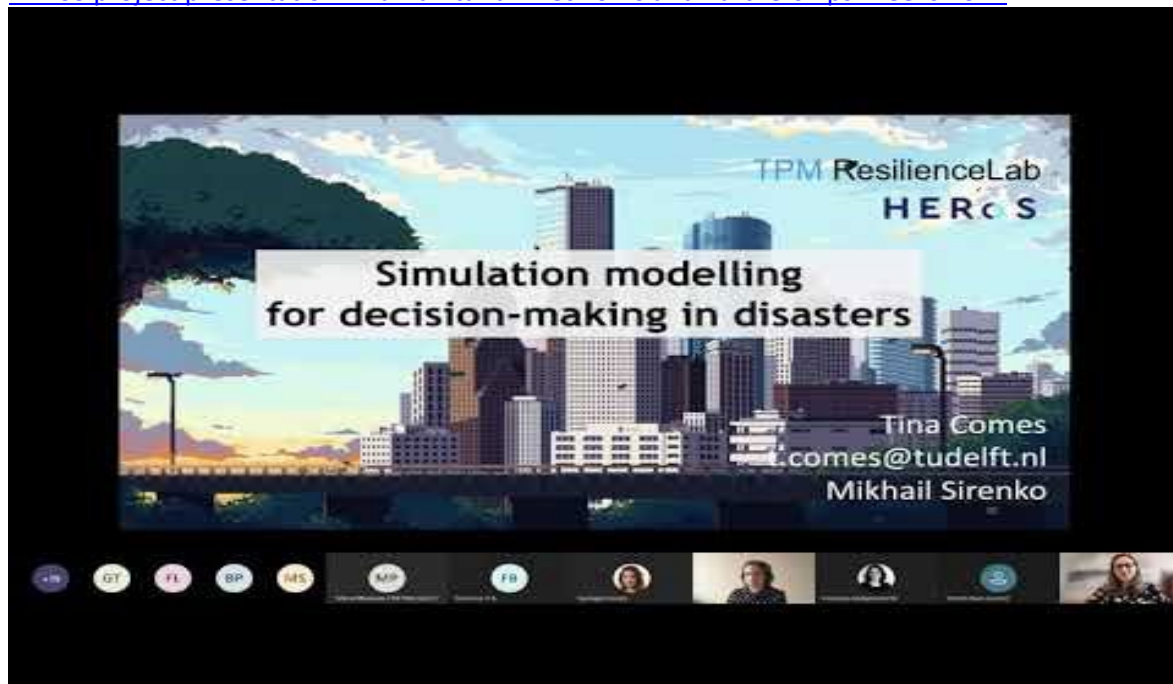 TPM ResilienceLab
HERoS
Simulation modelling
for decision-making in disasters
Tina Comes
t.comes@tudelft.nl
Mikhail Sirenko
GT
FL
BP
MS
MP
FB